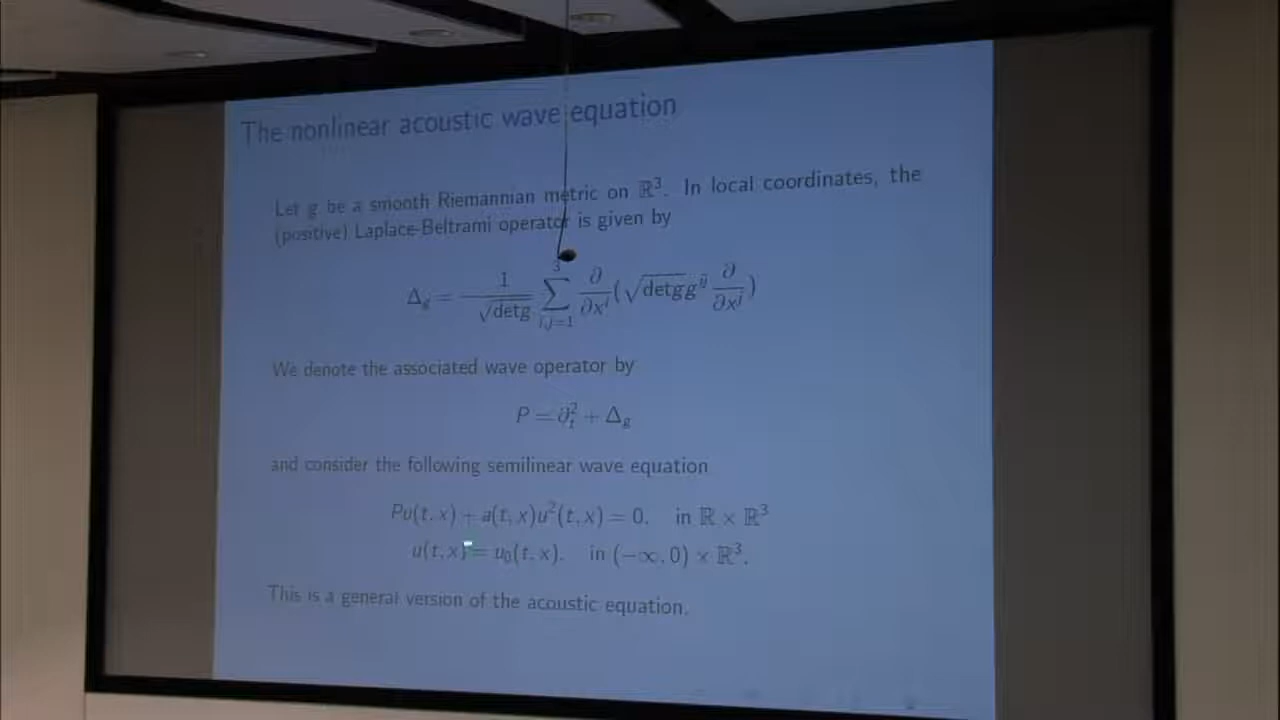 The nonlinear acoustic wave equation
Let g be a smooth Riemannian metric on ℝ³. In local coordinates, the
(positive) Laplace-Beltrami operator is given by
Δ_g = − 1/√detg ∑_{i,j=1}^{3} ∂/∂xⁱ (√detg g^{ij} ∂/∂x^j)
We denote the associated wave operator by
P = ∂_t² + Δ_g
and consider the following semilinear wave equation
Pu(t, x) + a(t, x)u²(t, x) = 0, in ℝ × ℝ³
u(t, x) = u₀(t, x), in (−∞, 0) × ℝ³.
This is a general version of the acoustic equation.